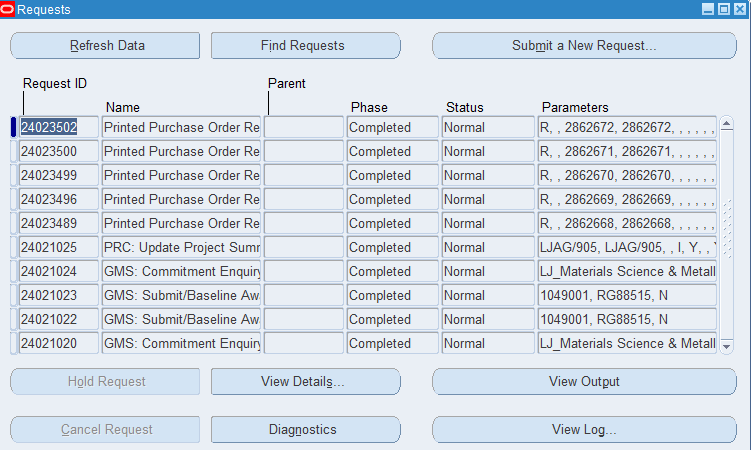 Requests
Refresh Data Find Requests Submit a New Request...
Request ID Parent
Name Phase Status Parameters
24023502 Printed Purchase Order Re Completed Normal R, , 2862672, 2862672, , , , , ,
24023500 Printed Purchase Order Re Completed Normal R, , 2862671, 2862671, , , , , ,
24023499 Printed Purchase Order Re Completed Normal R, , 2862670, 2862670, , , , , ,
24023496 Printed Purchase Order Re Completed Normal R, , 2862669, 2862669, , , , , ,
24023489 Printed Purchase Order Re Completed Normal R, , 2862668, 2862668, , , , , ,
24021025 PRC: Update Project Summ Completed Normal LJAG/905, LJAG/905, , I, Y, , Y
24021024 GMS: Commitment Enquiry Completed Normal LJ_Materials Science & Metall
24021023 GMS: Submit/Baseline Awa Completed Normal 1049001, RG88515, N
24021022 GMS: Submit/Baseline Awa Completed Normal 1049001, RG88515, N
24021020 GMS: Commitment Enquiry Completed Normal LJ_Materials Science & Metall
Hold Request View Details... View Output
Cancel Request Diagnostics View Log...